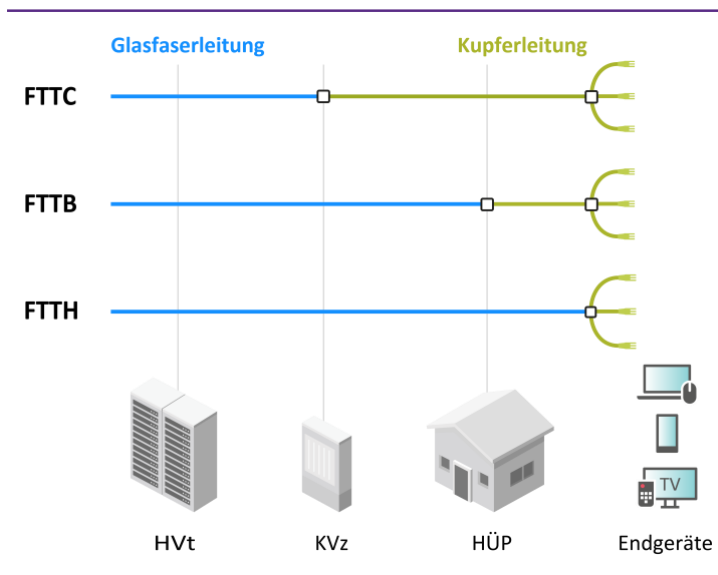 Glasfaserleitung Kupferleitung
FTTC
FTTB
FTTH
TV
HVt KVz HÜP Endgeräte